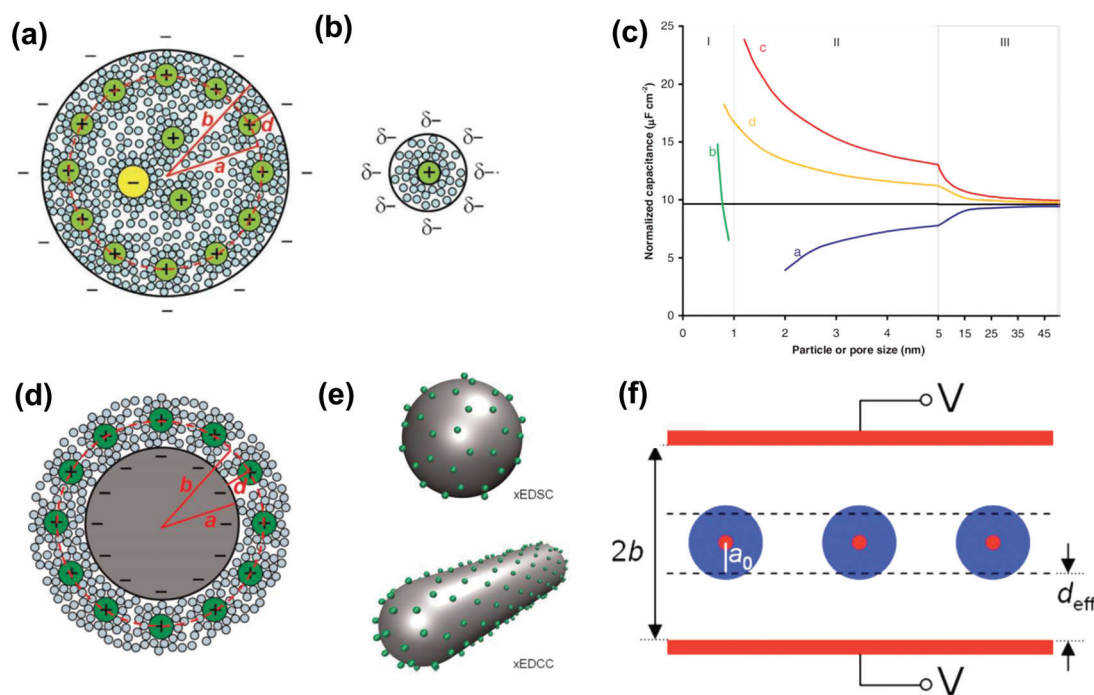 (a)
−
− −
− −
− −
− −
− −
−
+ + + + + + + + + + + + + +
−
b
d
a
(b)
δ−
δ− δ−
δ− + δ−
δ− δ−
δ−
(c)
Normalized capacitance (µF cm⁻²)
25
20
15
10
5
0
I
II
III
c
d
b
a
0 1 2 3 4 5 15 25 35 45
Particle or pore size (nm)
(d)
+ + + + + + + + + + + +
− − − − − − − − − − − −
b
d
a
(e)
xEDSC
xEDCC
(f)
V
2b
a₀
d_eff
V